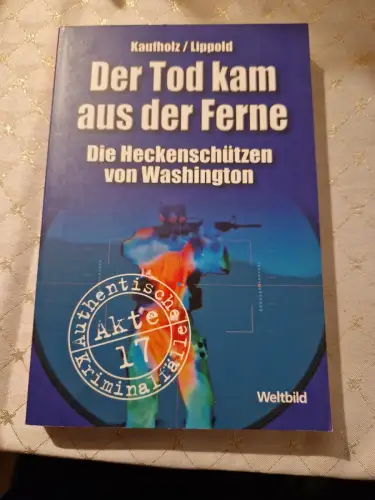 Kaufholz / Lippold
Der Tod kam
aus der Ferne
Die Heckenschützen
von Washington
Authentische
Akte
17
Kriminalfälle
Weltbild